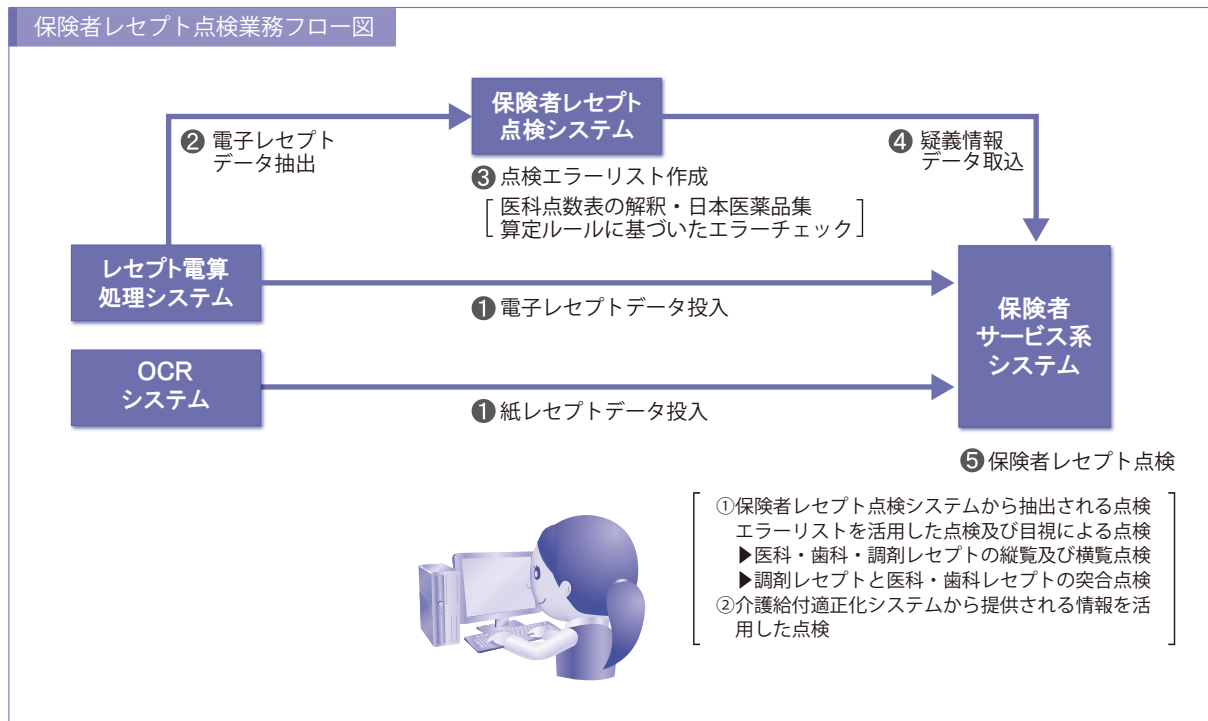 保険者レセプト点検業務フロー図
保険者レセプト
点検システム
❷ 電子レセプト
データ抽出
❹ 疑義情報
データ取込
❸ 点検エラーリスト作成
医科点数表の解釈・日本医薬品集
算定ルールに基づいたエラーチェック
レセプト電算
処理システム
❶ 電子レセプトデータ投入
保険者
サービス系
システム
OCR
システム
❶ 紙レセプトデータ投入
❺ 保険者レセプト点検
①保険者レセプト点検システムから抽出される点検
エラーリストを活用した点検及び目視による点検
▶医科・歯科・調剤レセプトの縦覧及び横覧点検
▶調剤レセプトと医科・歯科レセプトの突合点検
②介護給付適正化システムから提供される情報を活
用した点検